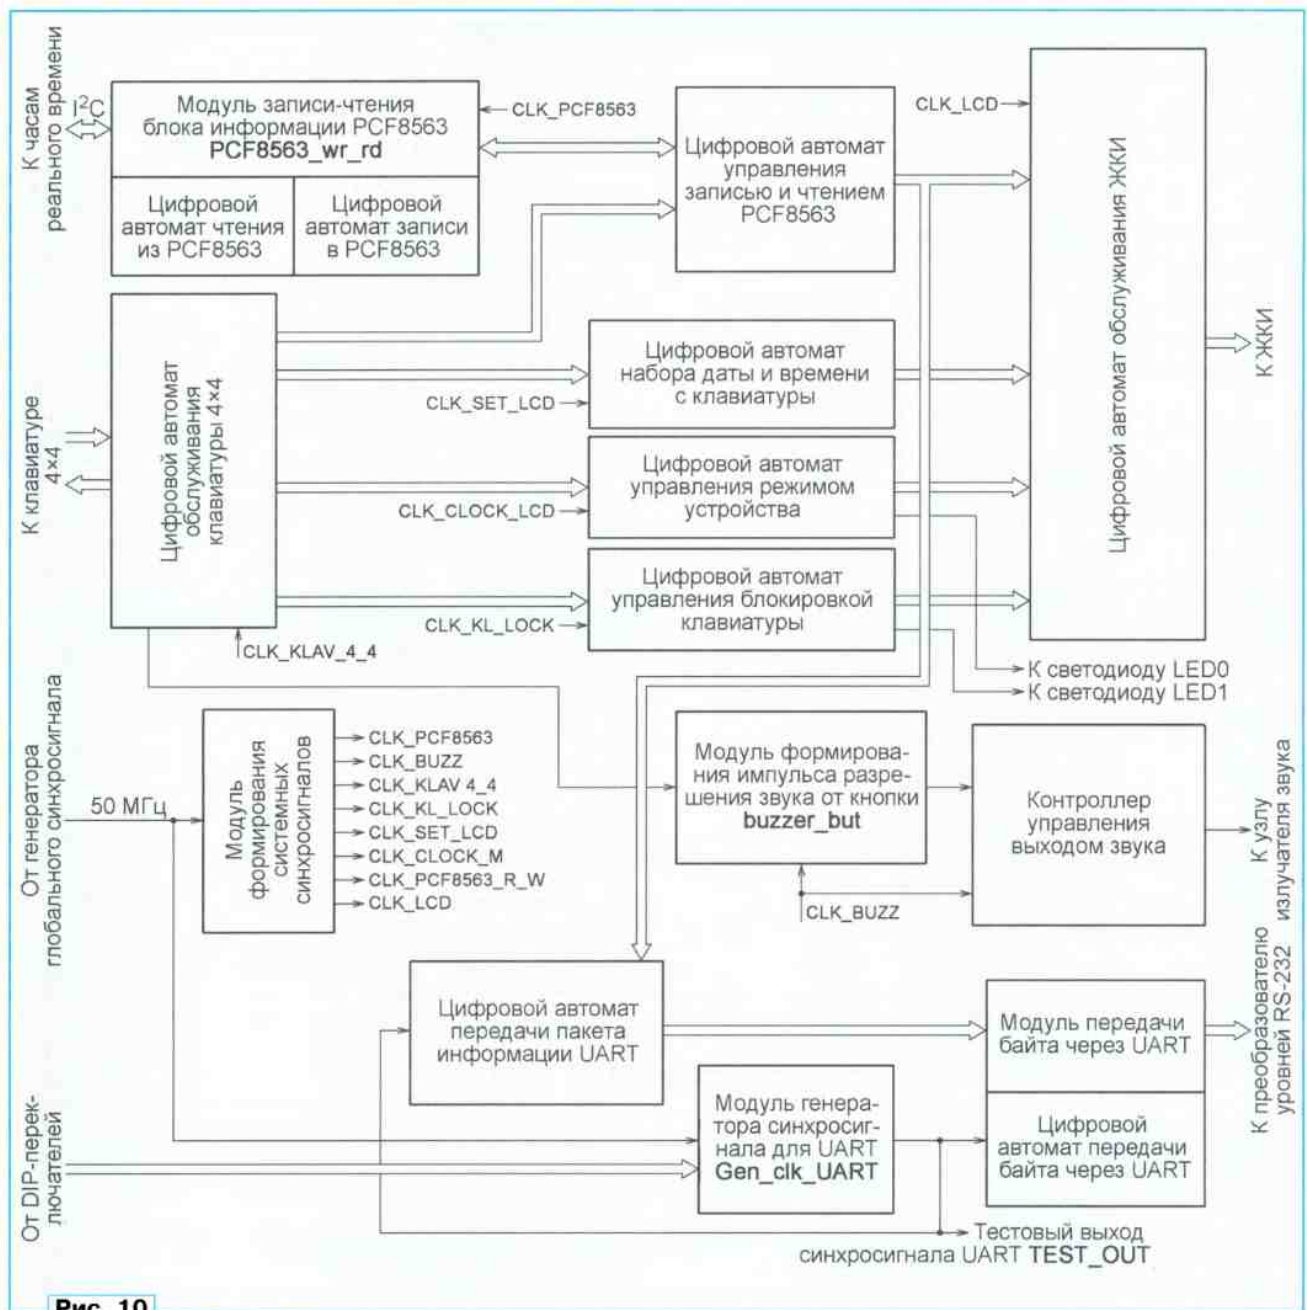 К часам
реального времени
I²C
Модуль записи-чтения
блока информации PCF8563
PCF8563_wr_rd
Цифровой
автомат чтения
из PCF8563
Цифровой
автомат записи
в PCF8563
CLK_PCF8563
Цифровой автомат
управления
записью и чтением
PCF8563
CLK_LCD
Цифровой автомат обслуживания ЖКИ
К ЖКИ
К клавиатуре
4×4
Цифровой автомат
обслуживания
клавиатуры 4×4
CLK_KLAV_4_4
Цифровой автомат
набора даты и времени
с клавиатуры
CLK_SET_LCD
Цифровой автомат
управления режимом
устройства
CLK_CLOCK_LCD
Цифровой автомат
управления блокировкой
клавиатуры
CLK_KL_LOCK
К светодиоду LED0
К светодиоду LED1
От генератора
глобального синхросигнала
50 МГц
Модуль
формирования
системных
синхросигналов
CLK_PCF8563
CLK_BUZZ
CLK_KLAV 4_4
CLK_KL_LOCK
CLK_SET_LCD
CLK_CLOCK_M
CLK_PCF8563_R_W
CLK_LCD
Модуль формирова-
ния импульса разре-
шения звука от кнопки
buzzer_but
CLK_BUZZ
Контроллер
управления
выходом звука
К узлу
излучателя звука
Цифровой автомат
передачи пакета
информации UART
Модуль передачи
байта через UART
Цифровой
автомат передачи
байта через UART
К преобразователю
уровней RS-232
От DIP-перек-
лючателей
Модуль генера-
тора синхросиг-
нала для UART
Gen_clk_UART
Тестовый выход
синхросигнала UART TEST_OUT
Рис. 10